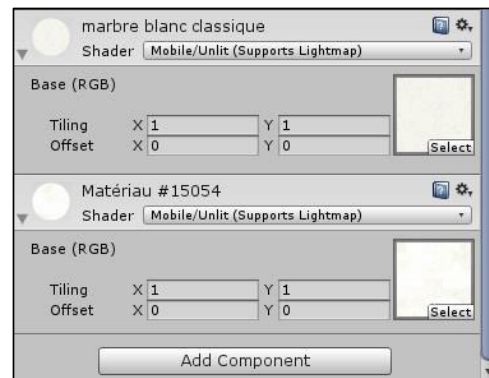 marbre blanc classique
Shader Mobile/Unlit (Supports Lightmap)
Base (RGB)
Tiling X 1 Y 1
Offset X 0 Y 0
Select
Matériau #15054
Shader Mobile/Unlit (Supports Lightmap)
Base (RGB)
Tiling X 1 Y 1
Offset X 0 Y 0
Select
Add Component